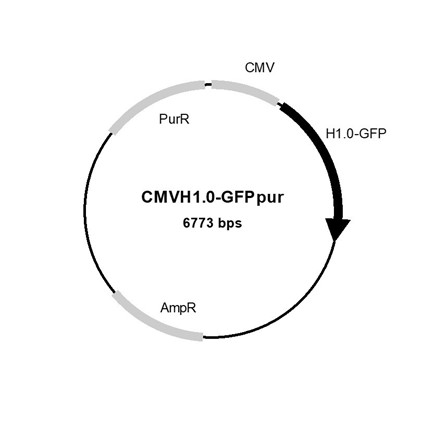 CMV
PurR
H1.0-GFP
CMVH1.0-GFPpur
6773 bps
AmpR